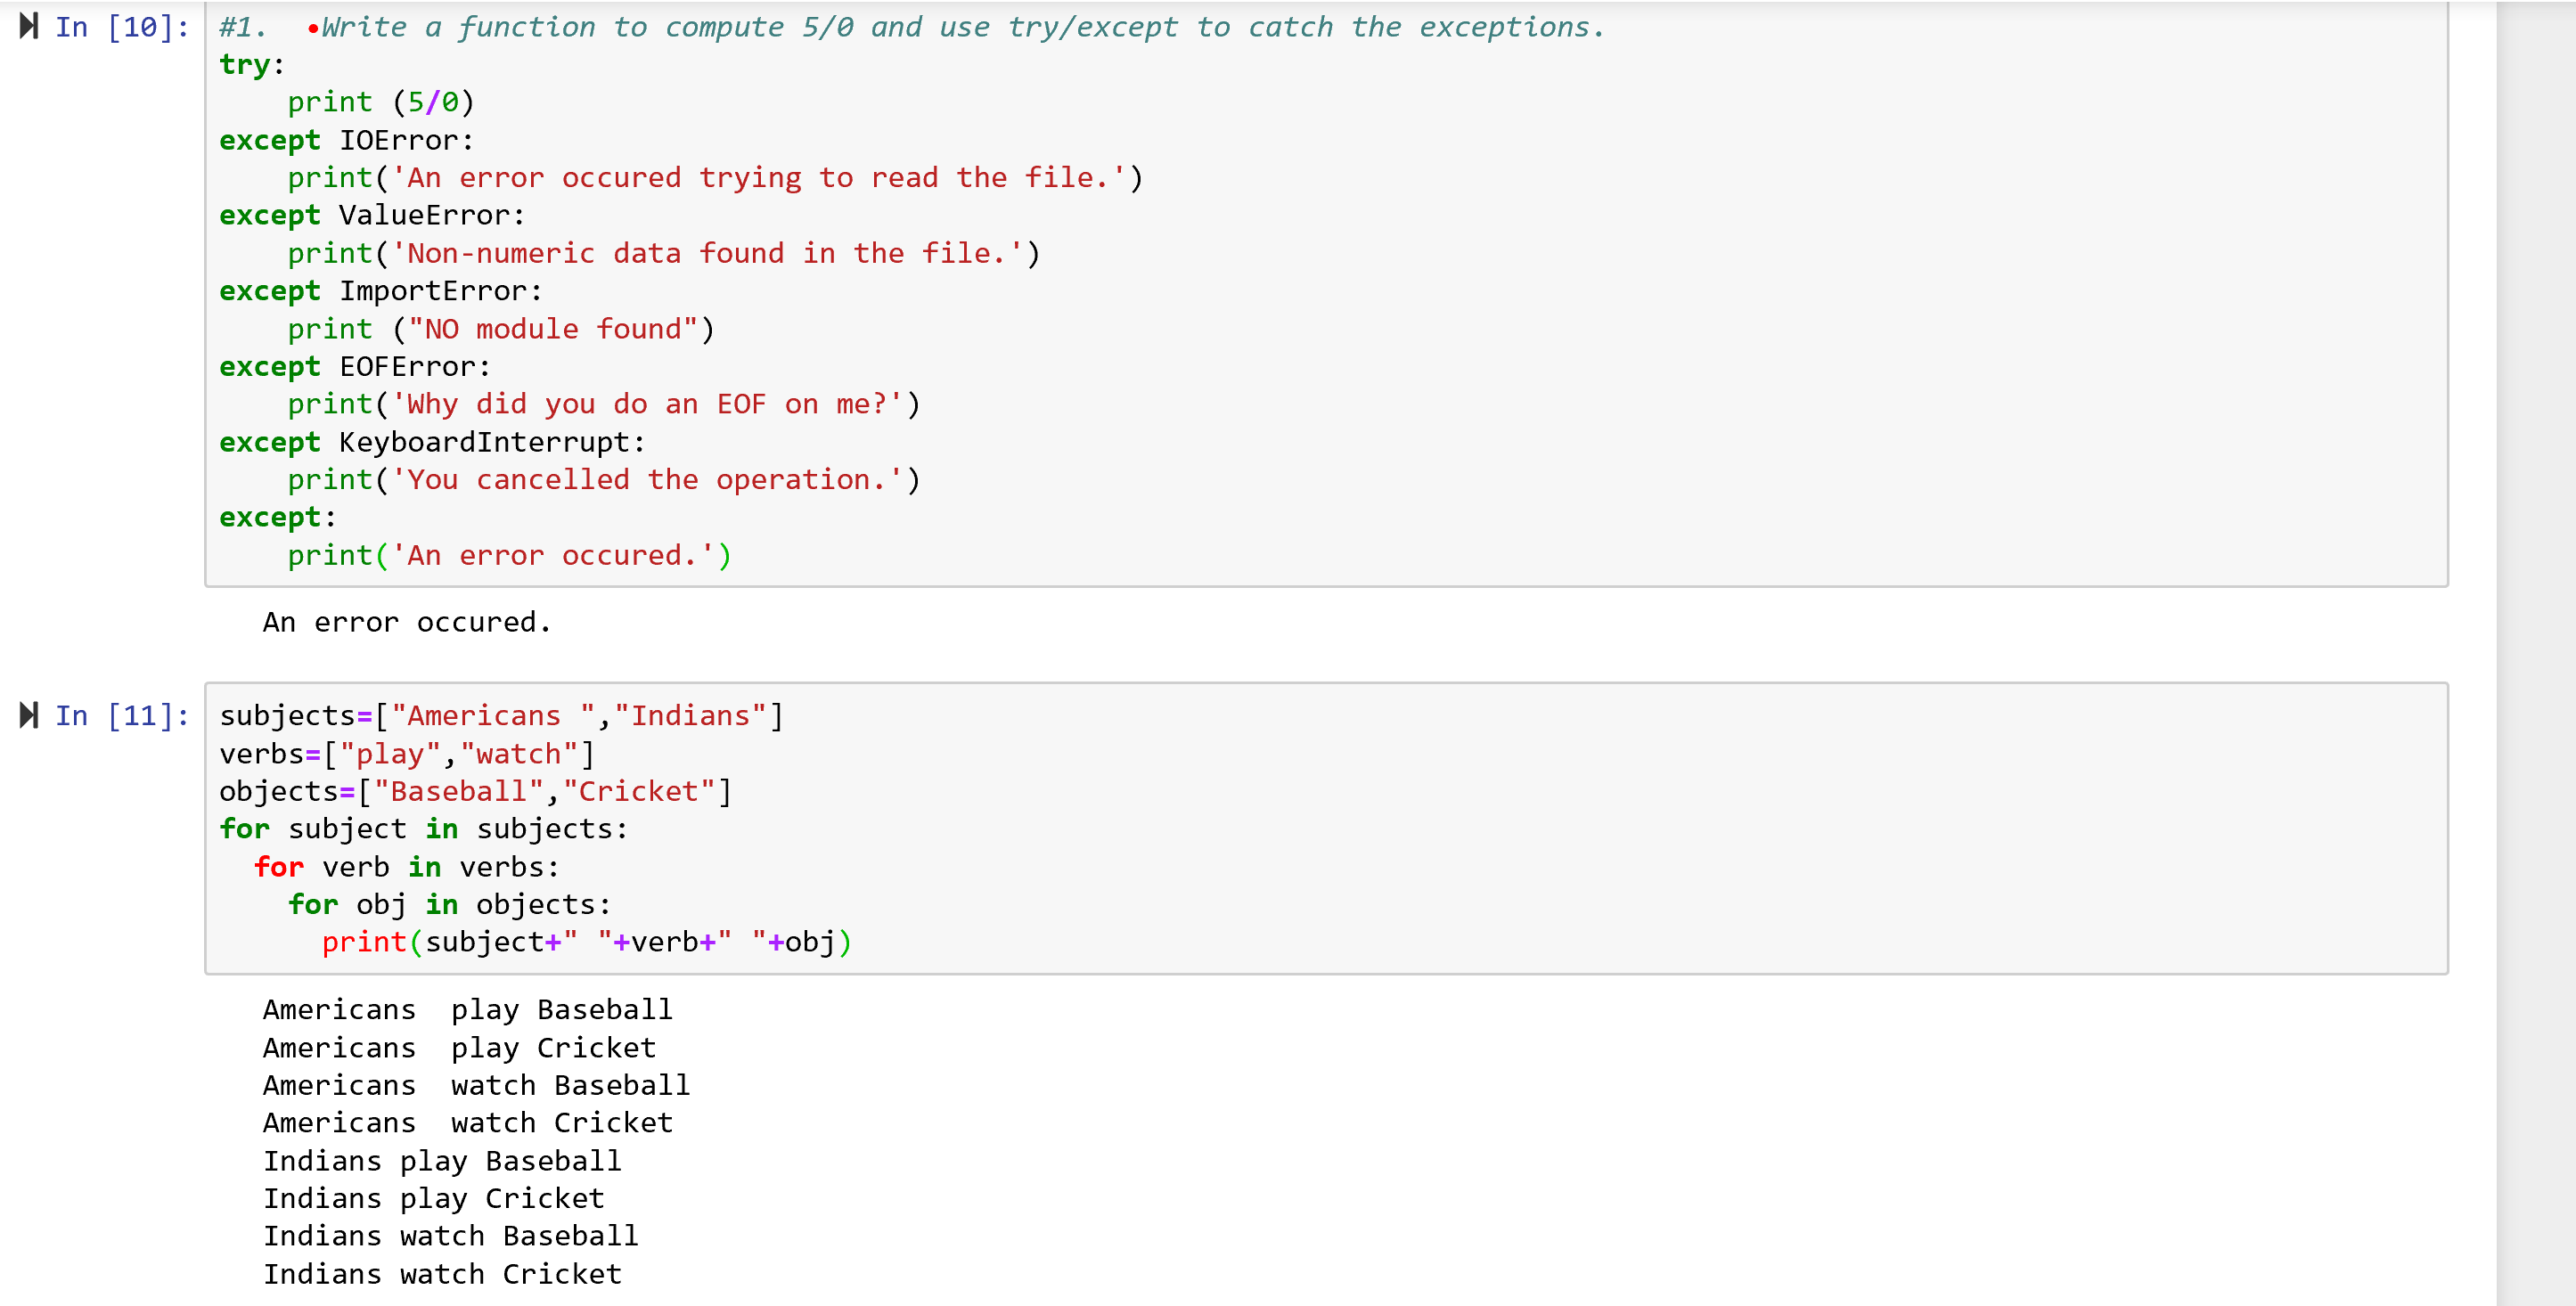 In [10]: #1.  •Write a function to compute 5/0 and use try/except to catch the exceptions.
try:
    print (5/0)
except IOError:
    print('An error occured trying to read the file.')
except ValueError:
    print('Non-numeric data found in the file.')
except ImportError:
    print ("NO module found")
except EOFError:
    print('Why did you do an EOF on me?')
except KeyboardInterrupt:
    print('You cancelled the operation.')
except:
    print('An error occured.')
An error occured.
In [11]: subjects=["Americans ","Indians"]
verbs=["play","watch"]
objects=["Baseball","Cricket"]
for subject in subjects:
  for verb in verbs:
    for obj in objects:
      print(subject+" "+verb+" "+obj)
Americans  play Baseball
Americans  play Cricket
Americans  watch Baseball
Americans  watch Cricket
Indians play Baseball
Indians play Cricket
Indians watch Baseball
Indians watch Cricket